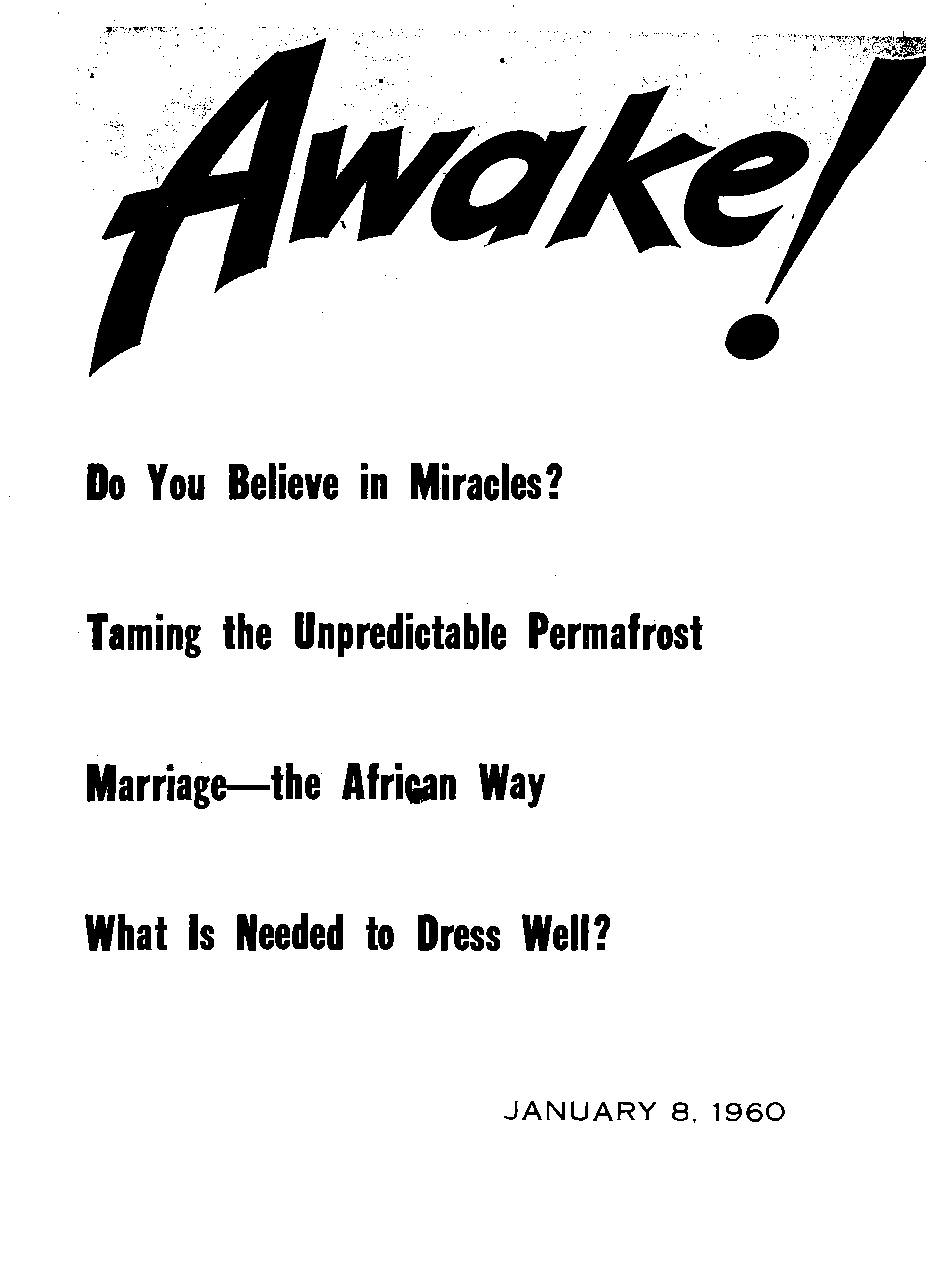 Awake!
Do You Believe in Miracles?
Taming the Unpredictable Permafrost
Marriage—the African Way
What Is Needed to Dress Well?
JANUARY 8, 1960